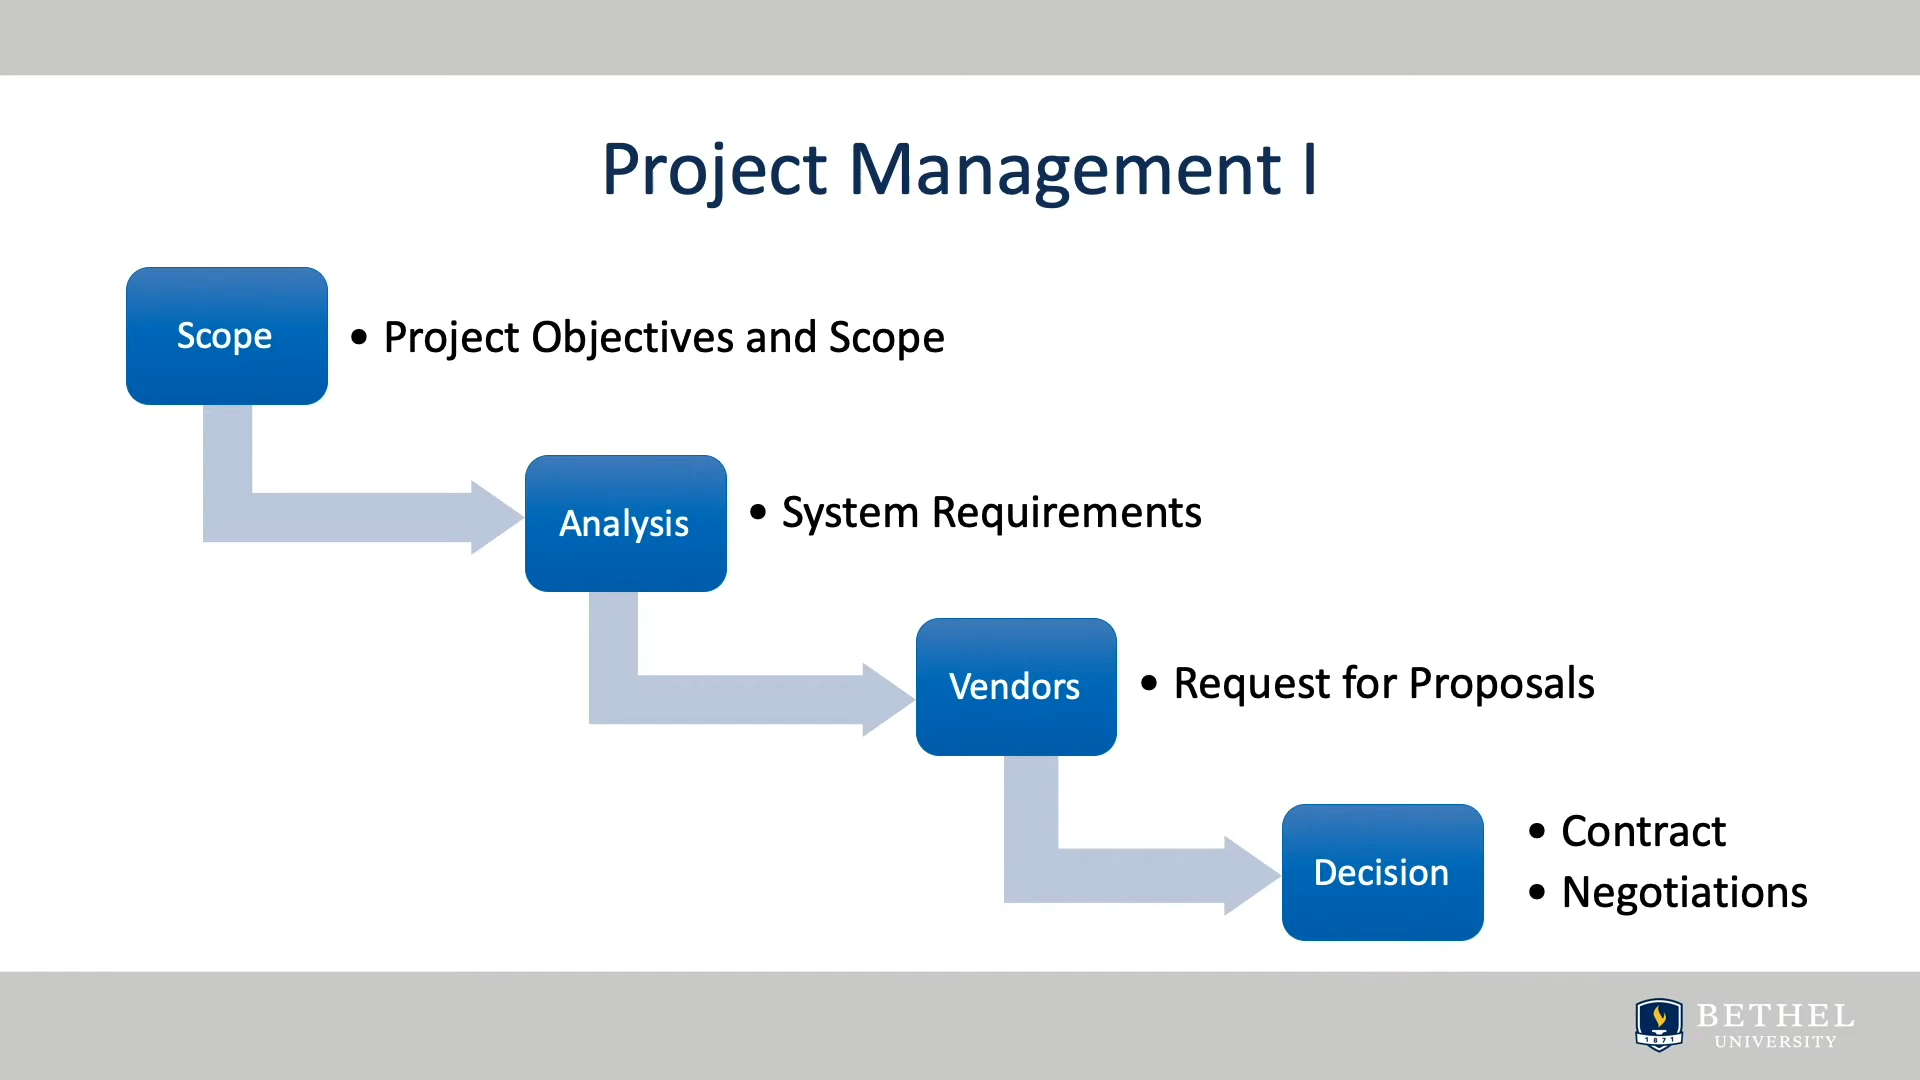 Project Management I
Scope
• Project Objectives and Scope
Analysis
• System Requirements
Vendors
• Request for Proposals
Decision
• Contract
• Negotiations
BETHEL
UNIVERSITY
1871